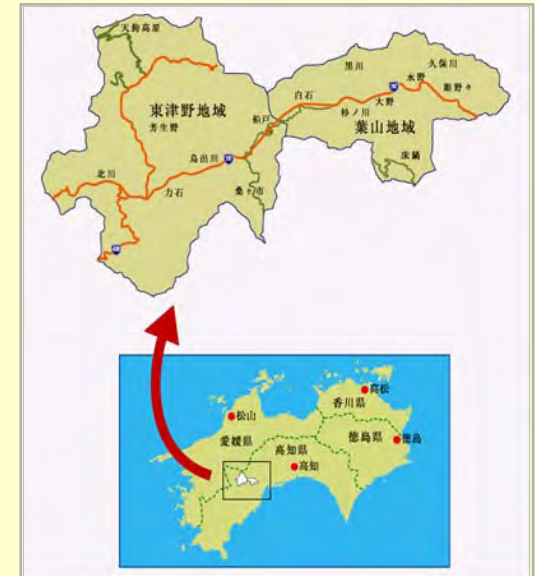 天狗高原
東津野地域
芳生野
船戸
北川
力石
鳥出川
桑ヶ市
白石
黒川
杉ノ川
大野
水野
久保川
姫野々
葉山地域
床鍋
香川県
高松
松山
愛媛県
徳島県
徳島
高知県
高知